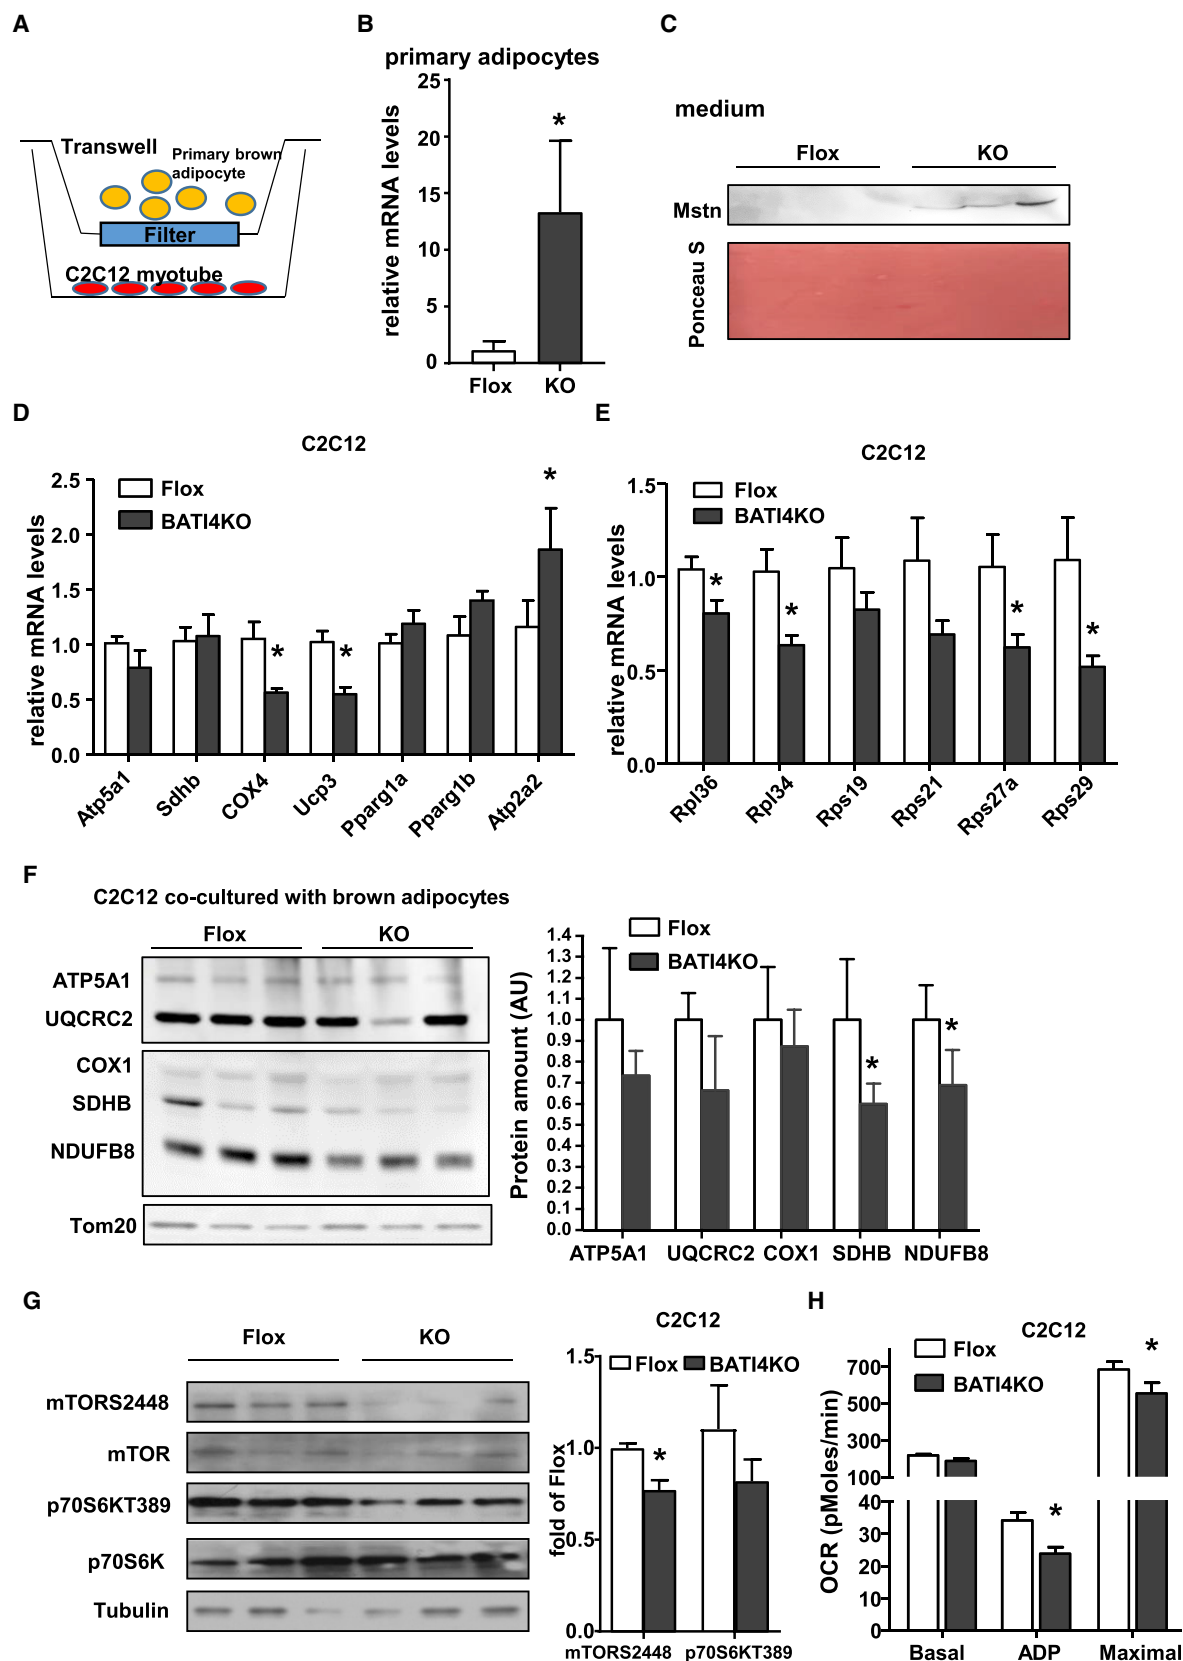 A
Transwell
Primary brown
adipocyte
Filter
C2C12 myotube
B
primary adipocytes
relative mRNA levels
25
20
15
10
5
0
*
Flox KO
C
medium
Flox KO
Mstn
Ponceau S
D
C2C12
relative mRNA levels
2.5
2.0
1.5
1.0
0.5
0.0
Flox
BATI4KO
* * *
Atp5a1 Sdhb COX4 Ucp3 Pparg1a Pparg1b Atp2a2
E
C2C12
relative mRNA levels
1.5
1.0
0.5
0.0
Flox
BATI4KO
* * * *
Rpl36 Rpl34 Rps19 Rps21 Rps27a Rps29
F
C2C12 co-cultured with brown adipocytes
Flox KO
ATP5A1
UQCRC2
COX1
SDHB
NDUFB8
Tom20
Protein amount (AU)
1.4
1.3
1.2
1.1
1.0
0.9
0.8
0.7
0.6
0.5
0.4
0.3
0.2
0.1
0.0
Flox
BATI4KO
* *
ATP5A1 UQCRC2 COX1 SDHB NDUFB8
G
Flox KO
mTORS2448
mTOR
p70S6KT389
p70S6K
Tubulin
C2C12
fold of Flox
1.5
1.0
0.5
0.0
Flox BATI4KO
*
mTORS2448 p70S6KT389
H
C2C12
OCR (pMoles/min)
700
500
300
100
40
30
20
10
0
Flox
BATI4KO
* *
Basal ADP Maximal